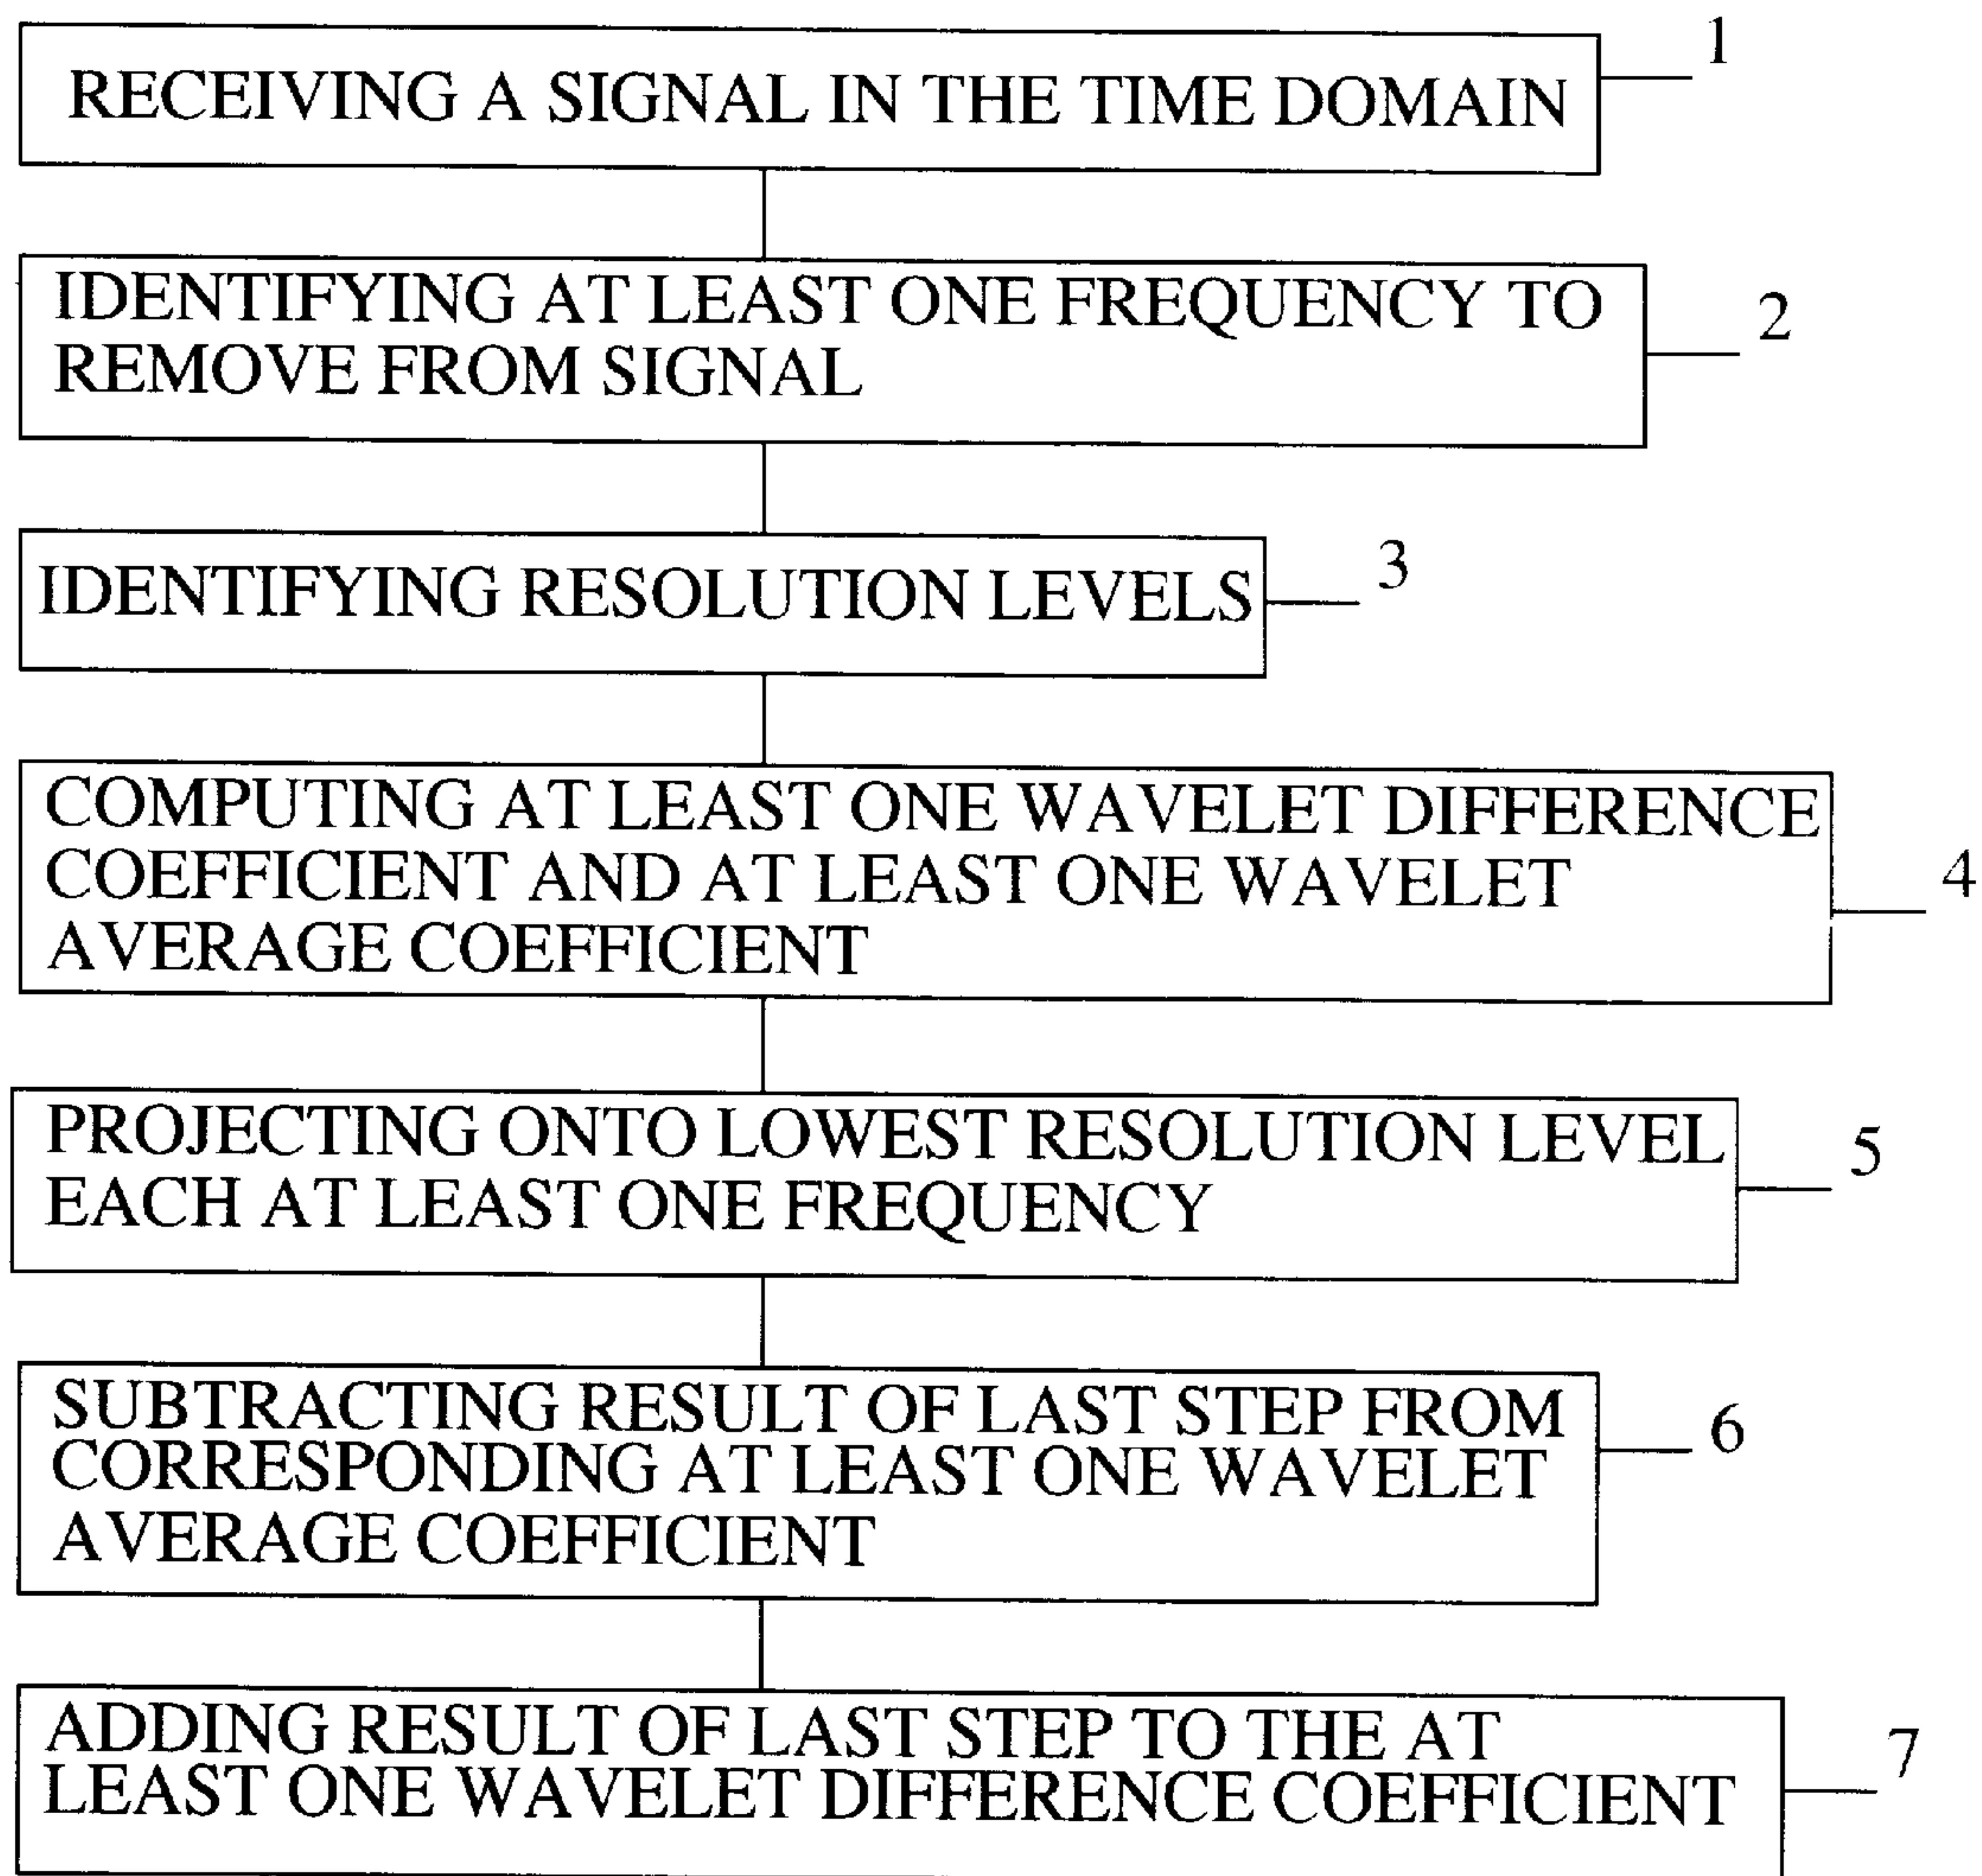 1
RECEIVING A SIGNAL IN THE TIME DOMAIN
IDENTIFYING AT LEAST ONE FREQUENCY TO
REMOVE FROM SIGNAL
2
IDENTIFYING RESOLUTION LEVELS
3
COMPUTING AT LEAST ONE WAVELET DIFFERENCE
COEFFICIENT AND AT LEAST ONE WAVELET
AVERAGE COEFFICIENT
4
PROJECTING ONTO LOWEST RESOLUTION LEVEL
EACH AT LEAST ONE FREQUENCY
5
SUBTRACTING RESULT OF LAST STEP FROM
CORRESPONDING AT LEAST ONE WAVELET
AVERAGE COEFFICIENT
6
ADDING RESULT OF LAST STEP TO THE AT
LEAST ONE WAVELET DIFFERENCE COEFFICIENT
7